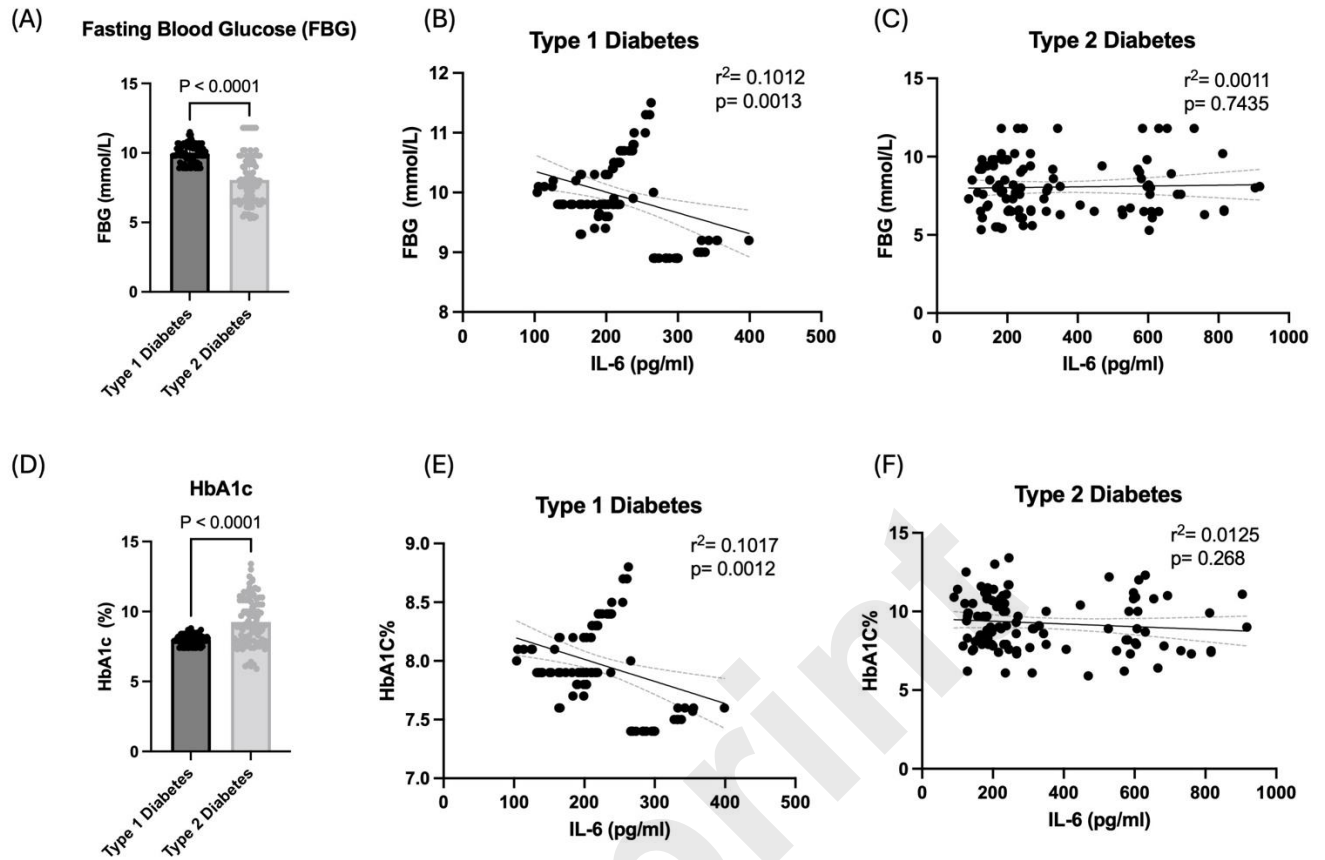 (A)
Fasting Blood Glucose (FBG)
P < 0.0001
15
10
5
0
FBG (mmol/L)
Type 1 Diabetes
Type 2 Diabetes
(B)
Type 1 Diabetes
r²= 0.1012
p= 0.0013
12
11
10
9
8
FBG (mmol/L)
0 100 200 300 400 500
IL-6 (pg/ml)
(C)
Type 2 Diabetes
r²= 0.0011
p= 0.7435
15
10
5
0
FBG (mmol/L)
0 200 400 600 800 1000
IL-6 (pg/ml)
(D)
HbA1c
P < 0.0001
15
10
5
0
HbA1c (%)
Type 1 Diabetes
Type 2 Diabetes
(E)
Type 1 Diabetes
r²= 0.1017
p= 0.0012
9.0
8.5
8.0
7.5
7.0
HbA1C%
0 100 200 300 400 500
IL-6 (pg/ml)
(F)
Type 2 Diabetes
r²= 0.0125
p= 0.268
15
10
5
0
HbA1C%
0 200 400 600 800 1000
IL-6 (pg/ml)
print